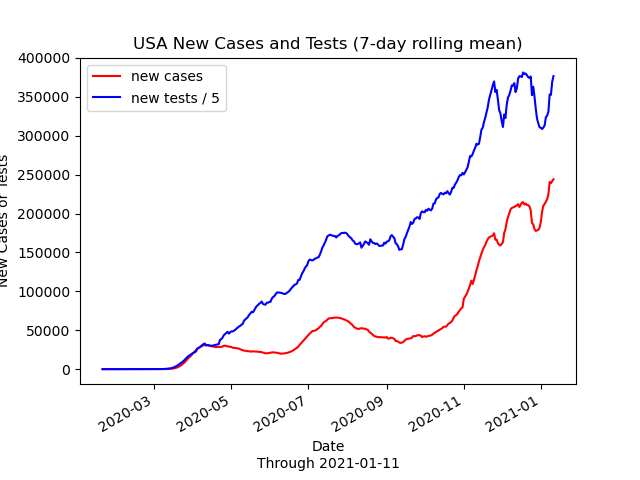 USA New Cases and Tests (7-day rolling mean)
new cases
new tests / 5
400000
350000
300000
250000
200000
150000
100000
50000
0
New Cases or Tests
2020-03
2020-05
2020-07
2020-09
2020-11
2021-01
Date
Through 2021-01-11